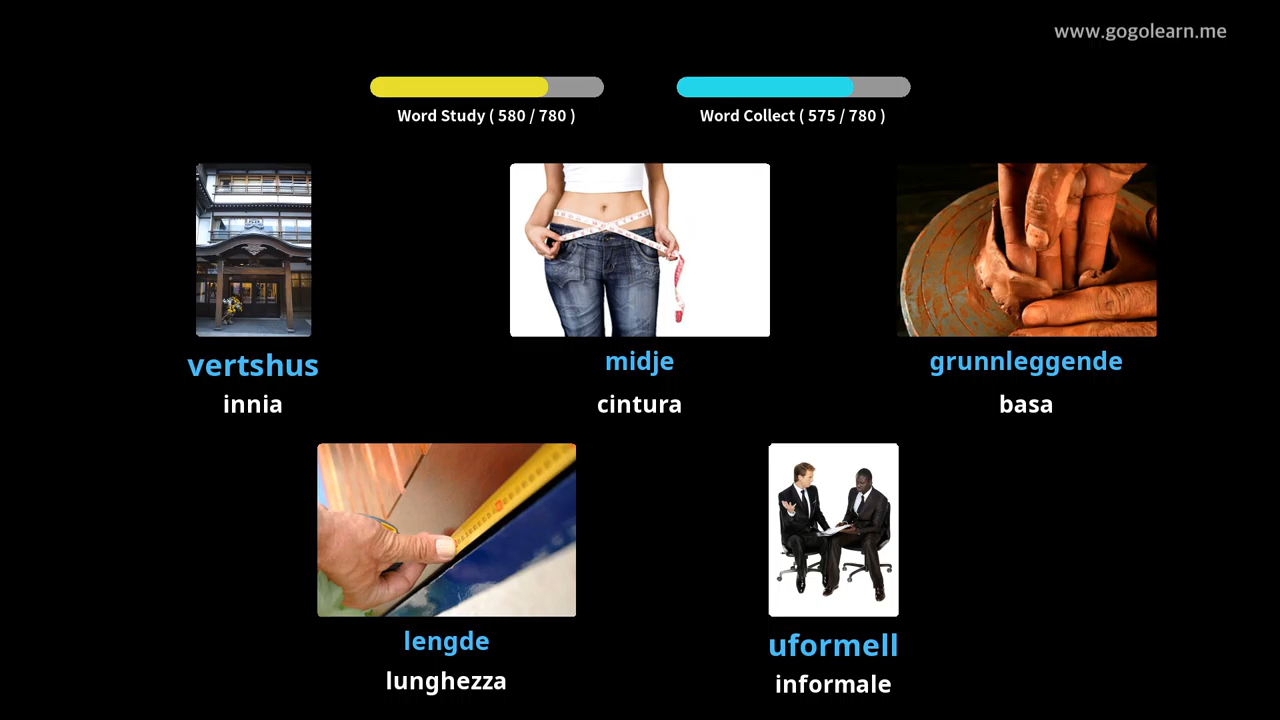 www.gogolearn.me
Word Study ( 580 / 780 )
Word Collect ( 575 / 780 )
vertshus
innia
midje
cintura
grunnleggende
basa
lengde
lunghezza
uformell
informale